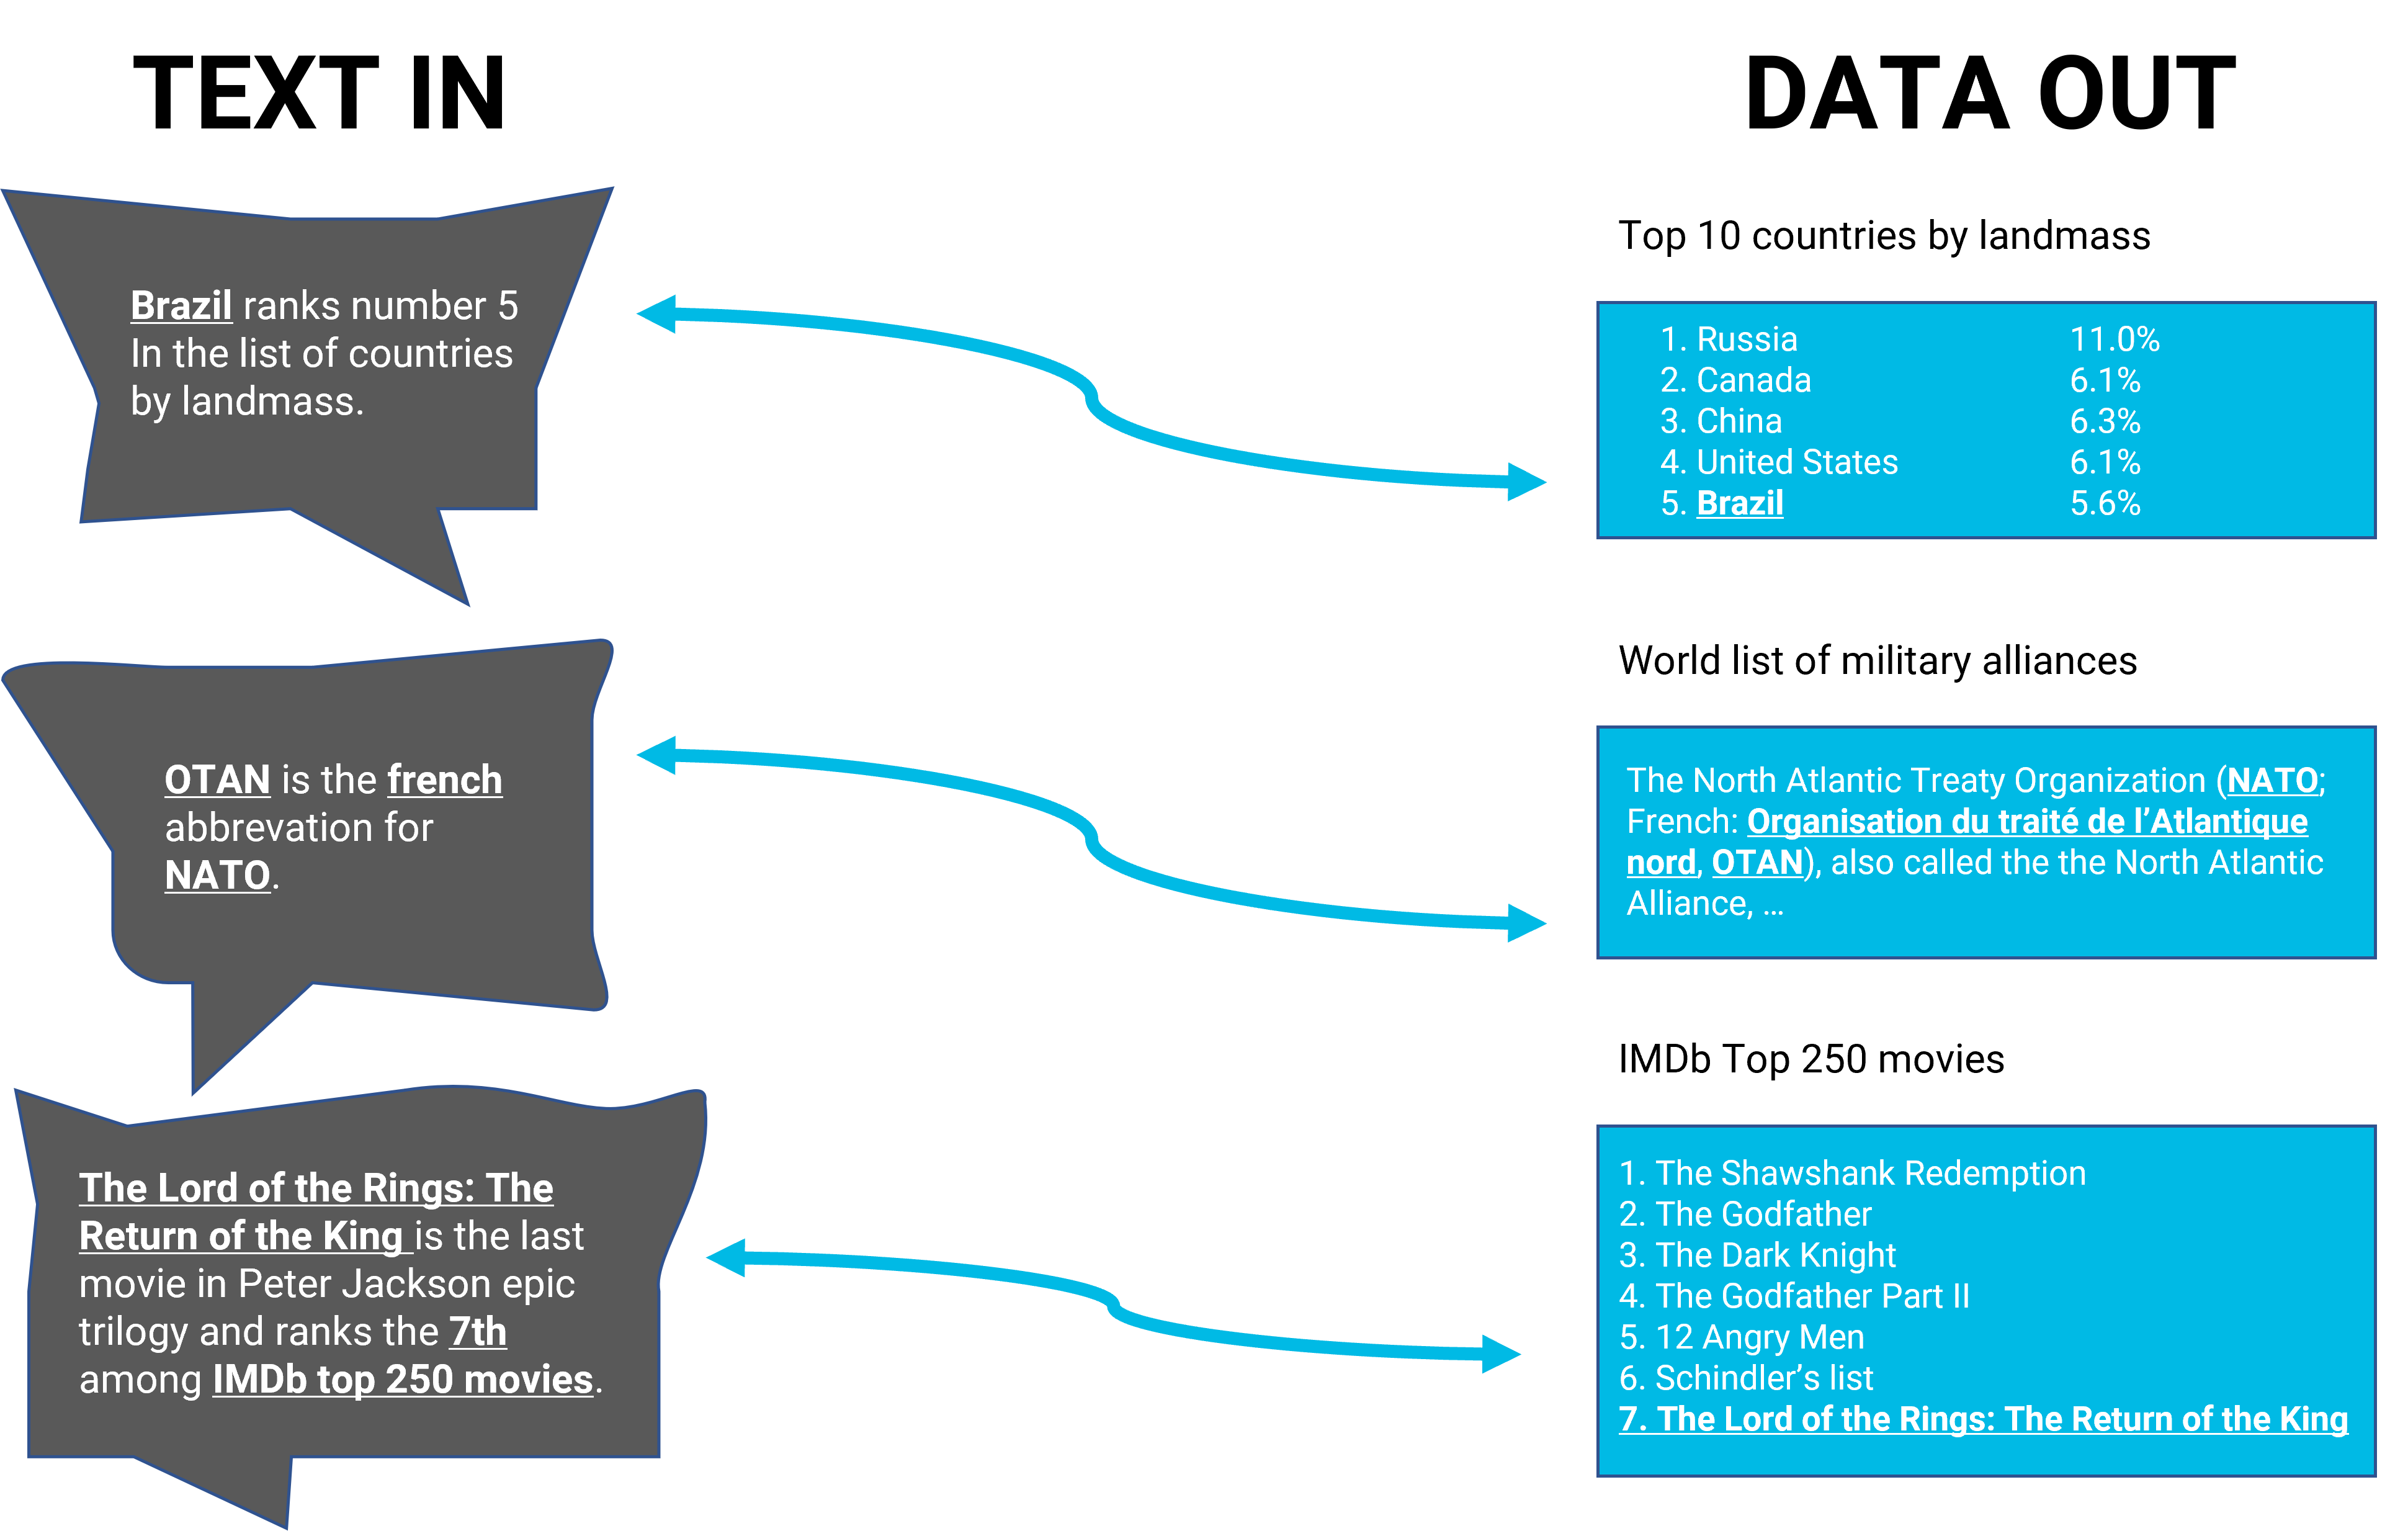 TEXT IN
DATA OUT
Brazil ranks number 5
In the list of countries
by landmass.
Top 10 countries by landmass
1. Russia 11.0%
2. Canada 6.1%
3. China 6.3%
4. United States 6.1%
5. Brazil 5.6%
OTAN is the french
abbrevation for
NATO.
World list of military alliances
The North Atlantic Treaty Organization (NATO;
French: Organisation du traité de l’Atlantique
nord, OTAN), also called the the North Atlantic
Alliance, ...
The Lord of the Rings: The
Return of the King is the last
movie in Peter Jackson epic
trilogy and ranks the 7th
among IMDb top 250 movies.
IMDb Top 250 movies
1. The Shawshank Redemption
2. The Godfather
3. The Dark Knight
4. The Godfather Part II
5. 12 Angry Men
6. Schindler’s list
7. The Lord of the Rings: The Return of the King